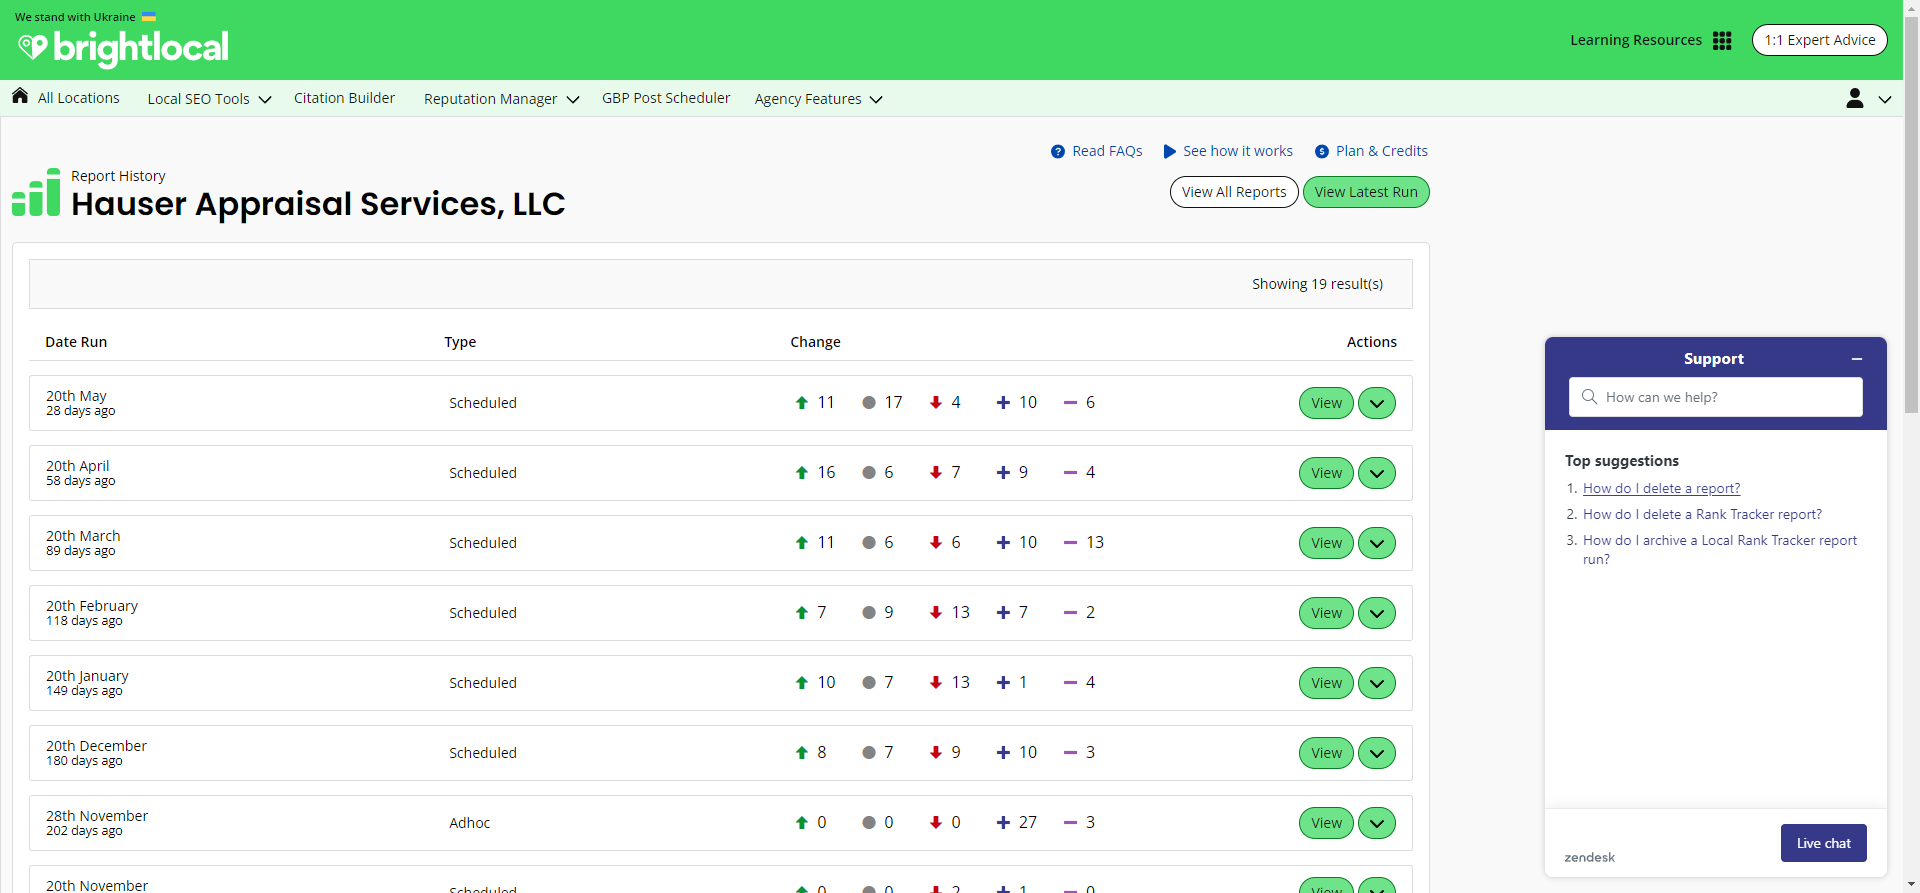 We stand with Ukraine
brightlocal
Learning Resources
1:1 Expert Advice
All Locations
Local SEO Tools
Citation Builder
Reputation Manager
GBP Post Scheduler
Agency Features
Read FAQs
See how it works
Plan & Credits
Report History
Hauser Appraisal Services, LLC
View All Reports
View Latest Run
Showing 19 result(s)
Date Run Type Change Actions
20th May
28 days ago
Scheduled 11 17 4 10 6 View
20th April
58 days ago
Scheduled 16 6 7 9 4 View
20th March
89 days ago
Scheduled 11 6 6 10 13 View
20th February
118 days ago
Scheduled 7 9 13 7 2 View
20th January
149 days ago
Scheduled 10 7 13 1 4 View
20th December
180 days ago
Scheduled 8 7 9 10 3 View
28th November
202 days ago
Adhoc 0 0 0 27 3 View
20th November
Scheduled 0 0 2 1 0 View
Support
How can we help?
Top suggestions
1. How do I delete a report?
2. How do I delete a Rank Tracker report?
3. How do I archive a Local Rank Tracker report
run?
zendesk
Live chat